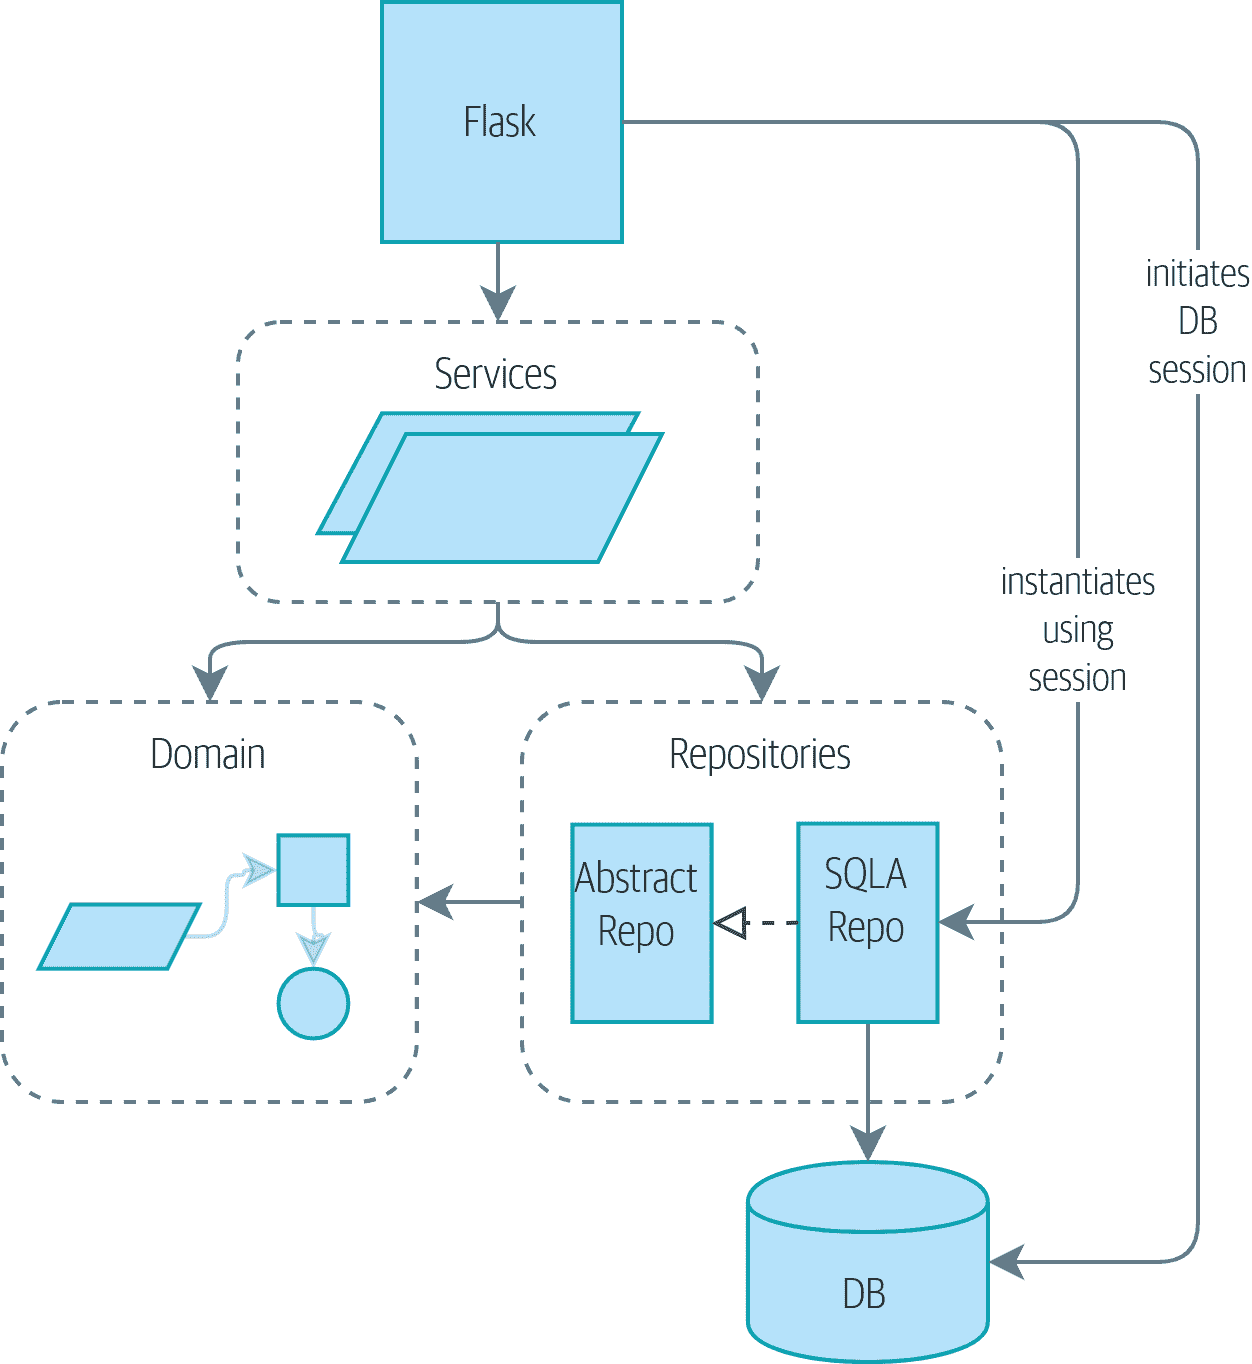 Flask
initiates
DB
session
Services
instantiates
using
session
Domain
Repositories
Abstract
Repo
SQLA
Repo
DB